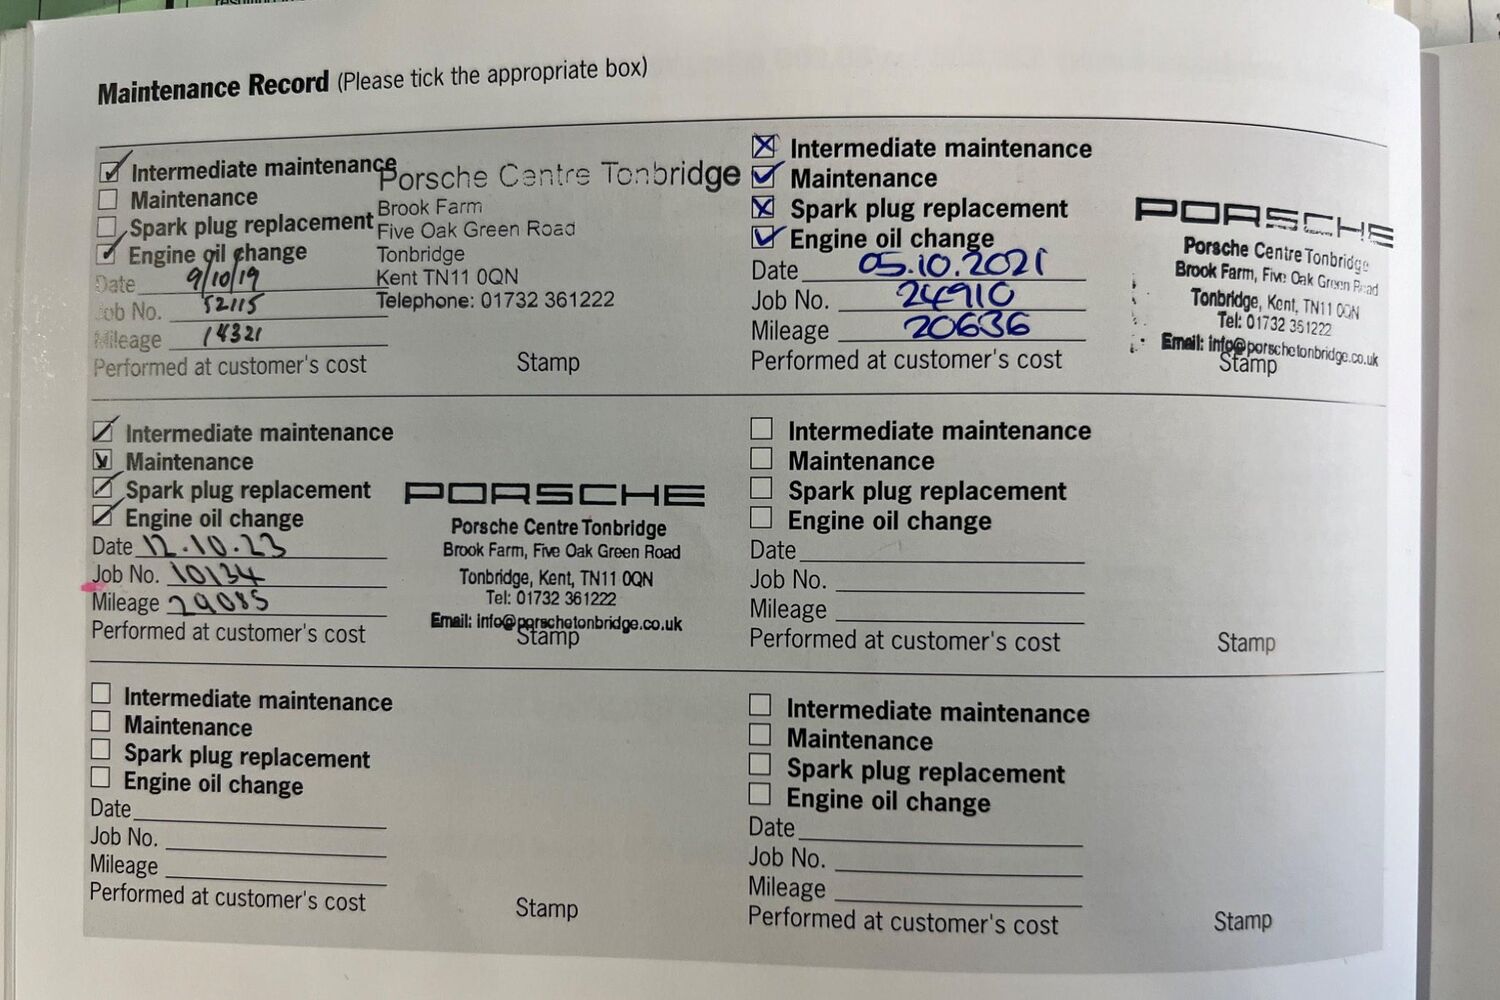 Maintenance Record (Please tick the appropriate box)
Intermediate maintenance
Maintenance
Spark plug replacement
Engine oil change
Date 9/10/19
Job No. 52115
Mileage 14321
Performed at customer's cost
Porsche Centre Tonbridge
Brook Farm
Five Oak Green Road
Tonbridge
Kent TN11 0QN
Telephone: 01732 361222
Stamp
Intermediate maintenance
Maintenance
Spark plug replacement
Engine oil change
Date 05.10.2021
Job No. 24910
Mileage 20636
Performed at customer's cost
PORSCHE
Porsche Centre Tonbridge
Brook Farm, Five Oak Green Road
Tonbridge, Kent, TN11 0QN
Tel: 01732 361222
Email: info@porschetonbridge.co.uk
Stamp
Intermediate maintenance
Maintenance
Spark plug replacement
Engine oil change
Date 12.10.23
Job No. 10134
Mileage 29085
Performed at customer's cost
PORSCHE
Porsche Centre Tonbridge
Brook Farm, Five Oak Green Road
Tonbridge, Kent, TN11 0QN
Tel: 01732 361222
Email: info@porschetonbridge.co.uk
Stamp
Intermediate maintenance
Maintenance
Spark plug replacement
Engine oil change
Date
Job No.
Mileage
Performed at customer's cost
Stamp
Intermediate maintenance
Maintenance
Spark plug replacement
Engine oil change
Date
Job No.
Mileage
Performed at customer's cost
Stamp
Intermediate maintenance
Maintenance
Spark plug replacement
Engine oil change
Date
Job No.
Mileage
Performed at customer's cost
Stamp